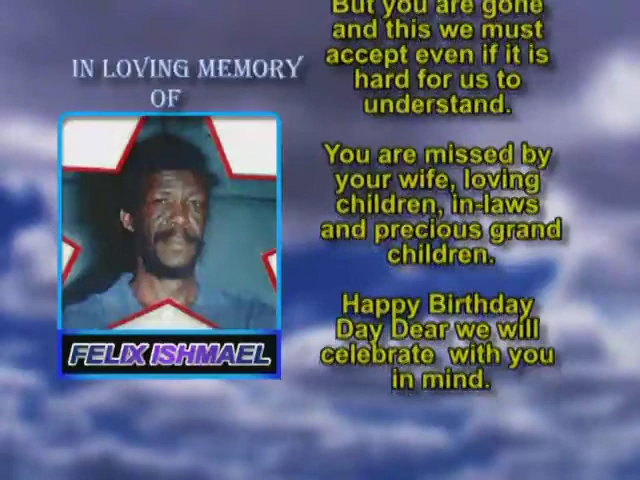 IN LOVING MEMORY
OF
FELIX ISHMAEL
But you are gone
and this we must
accept even if it is
hard for us to
understand.
You are missed by
your wife, loving
children, in-laws
and precious grand
children.
Happy Birthday
Day Dear we will
celebrate with you
in mind.